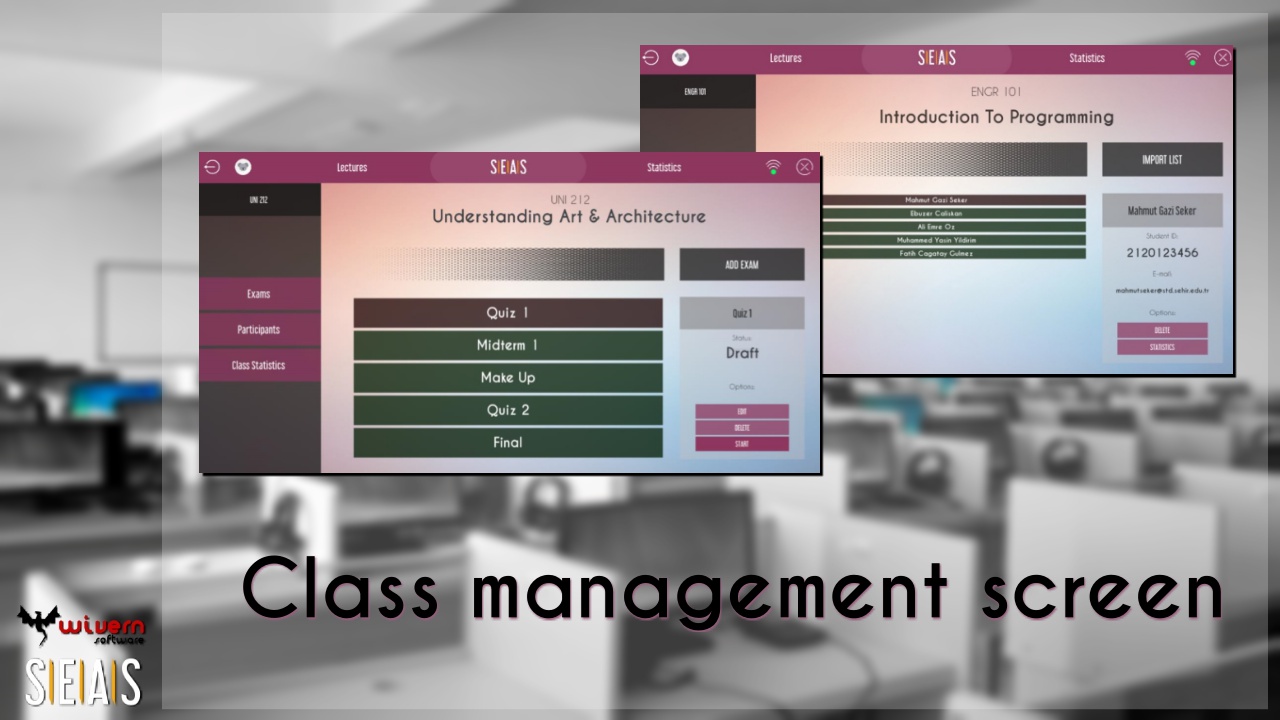 Lectures
SEAS
Statistics
ENGR 101
ENGR 101
Introduction To Programming
IMPORT LIST
Mahmut Gazi Seker
Ebuzer Caliskan
Ali Emre Oz
Muhammed Yasin Yildirim
Fatih Cagatay Gulmez
Mahmut Gazi Seker
Student ID:
2120123456
E-mail:
mahmutseker@std.sehir.edu.tr
Options:
DELETE
STATISTICS
Lectures
SEAS
Statistics
UNI 212
UNI 212
Understanding Art & Architecture
ADD EXAM
Exams
Participants
Class Statistics
Quiz 1
Midterm 1
Make Up
Quiz 2
Final
Quiz 1
Status:
Draft
Options:
EDIT
DELETE
START
Class management screen
wivern
software
SEAS